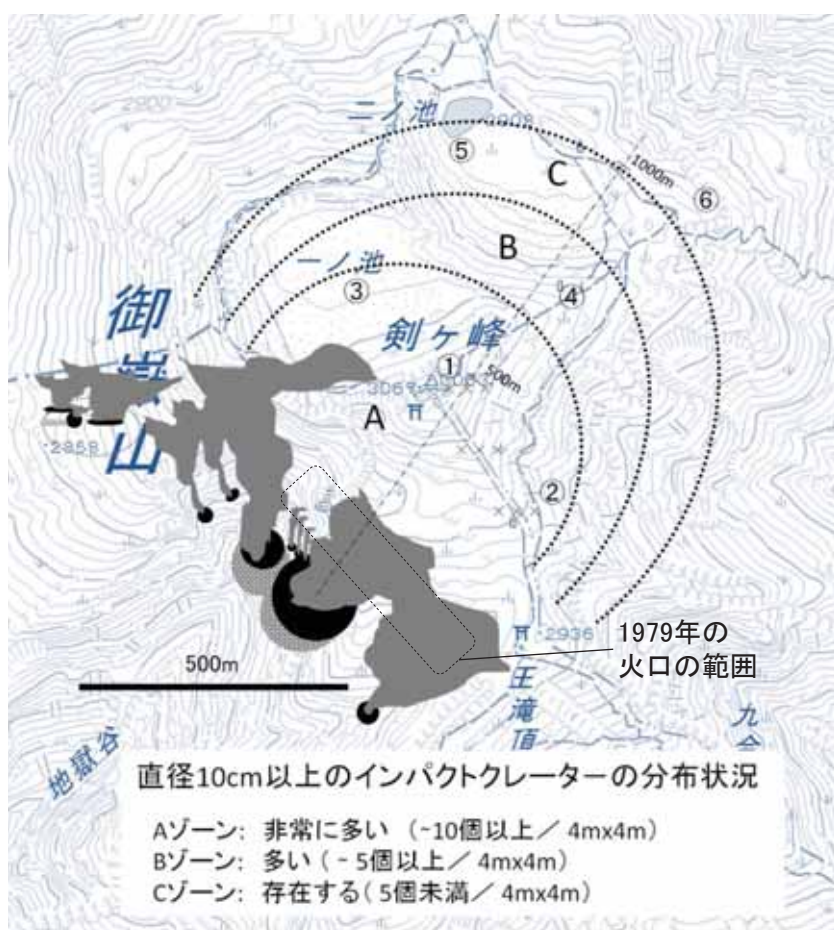 2900
二ノ池
2908
⑤
C
1000m
⑥
B
一ノ池
③
④
御嶽山
剣ヶ峰
①
500m
3067
A
2858
②
500m
2936
1979年の
火口の範囲
王滝頂
地獄谷
九合
直径10cm以上のインパクトクレーターの分布状況
Aゾーン: 非常に多い (~10個以上/ 4mx4m)
Bゾーン: 多い( - 5個以上/ 4mx4m)
Cゾーン: 存在する( 5個未満/ 4mx4m)